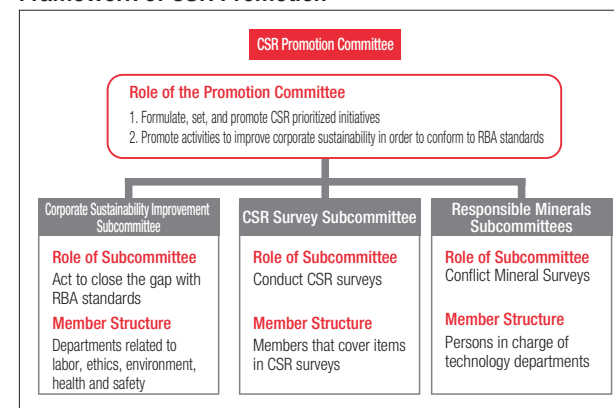 Framework of CSR Promotion
CSR Promotion Committee
Role of the Promotion Committee
1. Formulate, set, and promote CSR prioritized initiatives
2. Promote activities to improve corporate sustainability in order to conform to RBA standards
Corporate Sustainability Improvement
Subcommittee
Role of Subcommittee
Act to close the gap with
RBA standards
Member Structure
Departments related to
labor, ethics, environment,
health and safety
CSR Survey Subcommittee
Role of Subcommittee
Conduct CSR surveys
Member Structure
Members that cover items
in CSR surveys
Responsible Minerals
Subcommittees
Role of Subcommittee
Conflict Mineral Surveys
Member Structure
Persons in charge of
technology departments